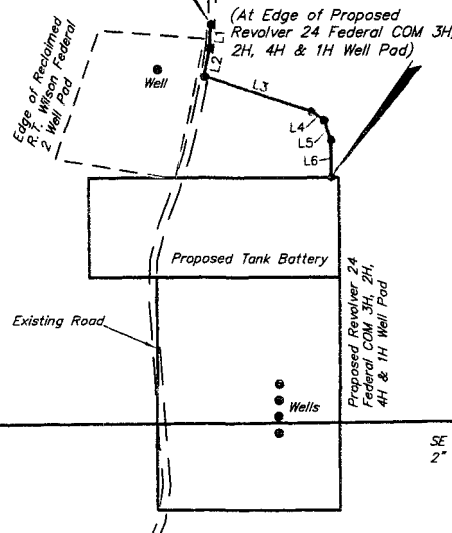 (At Edge of Proposed
Revolver 24 Federal COM 3H,
2H, 4H & 1H Well Pad)
L1
L2
Well
L3
Edge of Reclaimed
R.T. Wilson Federal
2 Well Pad
L4
L5
L6
Proposed Tank Battery
Proposed Revolver 24
Federal COM 3H, 2H,
4H & 1H Well Pad
Existing Road
Wells
SE
2"